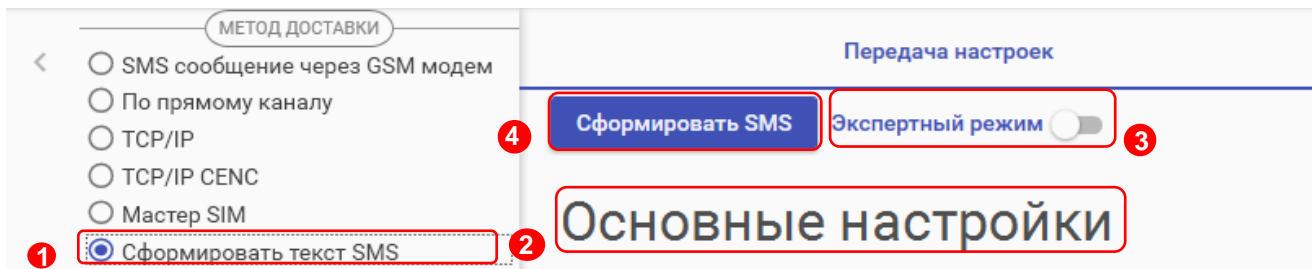 МЕТОД ДОСТАВКИ
SMS сообщение через GSM модем
По прямому каналу
TCP/IP
TCP/IP CENC
Мастер SIM
1 Сформировать текст SMS
Передача настроек
4 Сформировать SMS Экспертный режим 3
2 Основные настройки